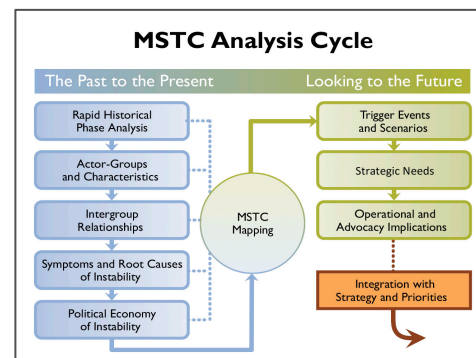 MSTC Analysis Cycle
The Past to the Present
Looking to the Future
Rapid Historical
Phase Analysis
Actor-Groups
and Characteristics
Intergroup
Relationships
Symptoms and Root Causes
of Instability
Political Economy
of Instability
MSTC
Mapping
Trigger Events
and Scenarios
Strategic Needs
Operational and
Advocacy Implications
Integration with
Strategy and Priorities